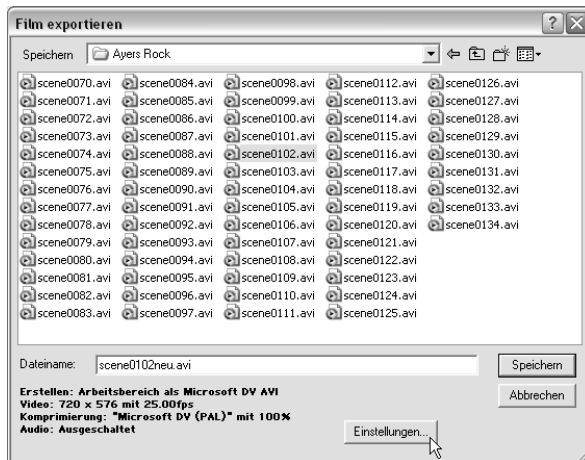 Film exportieren
Speichern Ayers Rock
scene0070.avi scene0084.avi scene0098.avi scene0112.avi scene0126.avi
scene0071.avi scene0085.avi scene0099.avi scene0113.avi scene0127.avi
scene0072.avi scene0086.avi scene0100.avi scene0114.avi scene0128.avi
scene0073.avi scene0087.avi scene0101.avi scene0115.avi scene0129.avi
scene0074.avi scene0088.avi scene0102.avi scene0116.avi scene0130.avi
scene0075.avi scene0089.avi scene0103.avi scene0117.avi scene0131.avi
scene0076.avi scene0090.avi scene0104.avi scene0118.avi scene0132.avi
scene0077.avi scene0091.avi scene0105.avi scene0119.avi scene0133.avi
scene0078.avi scene0092.avi scene0106.avi scene0120.avi scene0134.avi
scene0079.avi scene0093.avi scene0107.avi scene0121.avi
scene0080.avi scene0094.avi scene0108.avi scene0122.avi
scene0081.avi scene0095.avi scene0109.avi scene0123.avi
scene0082.avi scene0096.avi scene0110.avi scene0124.avi
scene0083.avi scene0097.avi scene0111.avi scene0125.avi
Dateiname: scene0102neu.avi Speichern
Abbrechen
Erstellen: Arbeitsbereich als Microsoft DV AVI
Video: 720 x 576 mit 25.00fps
Komprimierung: "Microsoft DV (PAL)" mit 100%
Audio: Ausgeschaltet
Einstellungen...